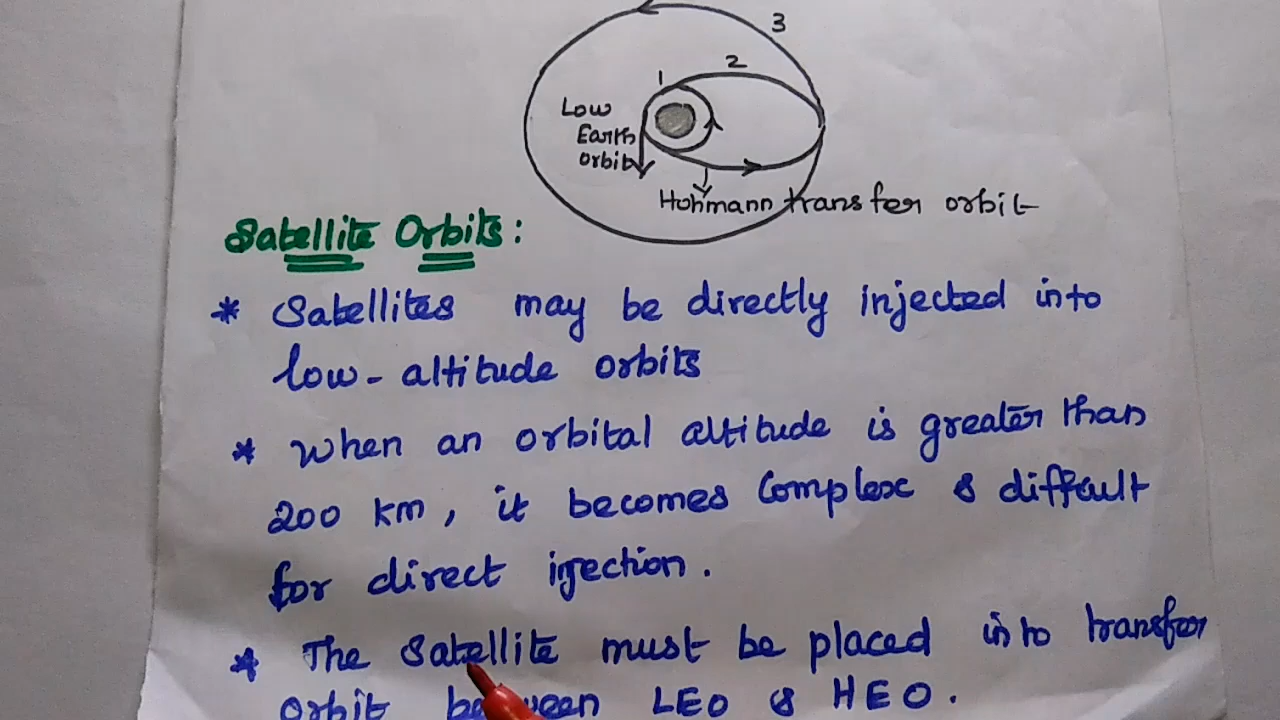 3
2
1
Low
Earth
orbit
Hohmann transfer orbit
Satellite Orbits:
* Satellites may be directly injected into
low-altitude orbits
* When an orbital altitude is greater than
200 km, it becomes Complex & difficult
for direct injection.
* The Satellite must be placed into transfer
orbit between LEO & HEO.